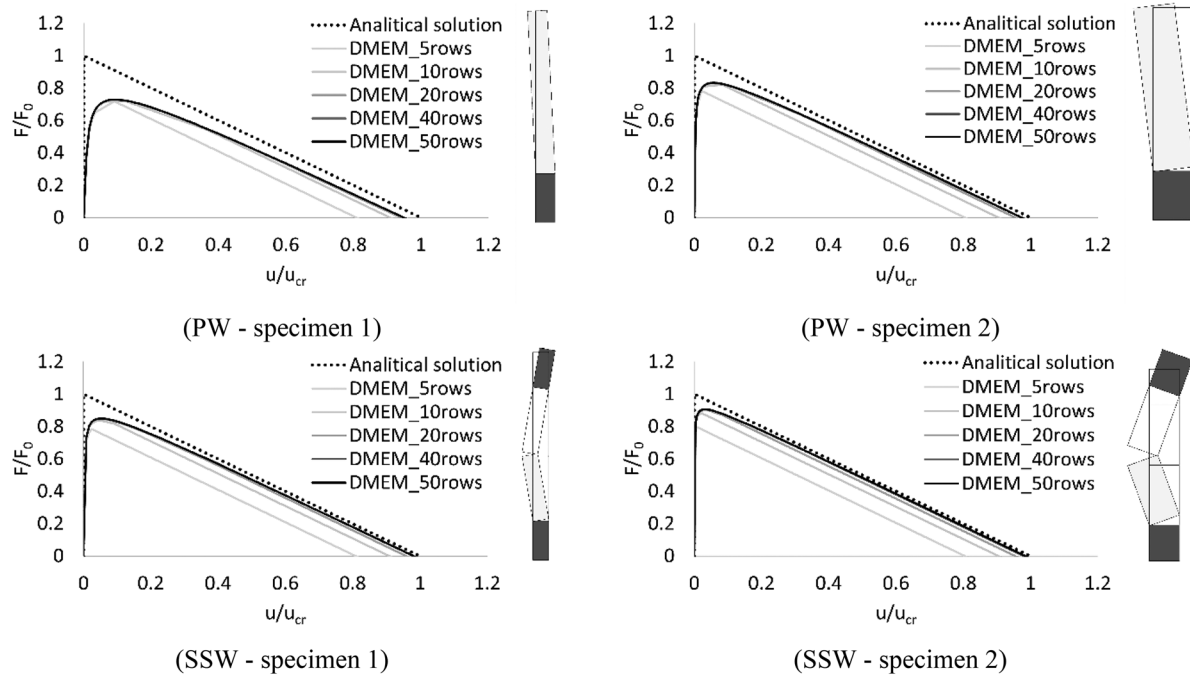 1.2
1
0.8
0.6
0.4
0.2
0
F/F0
0 0.2 0.4 0.6 0.8 1 1.2
u/ucr
Analitical solution
DMEM_5rows
DMEM_10rows
DMEM_20rows
DMEM_40rows
DMEM_50rows
(PW - specimen 1)
1.2
1
0.8
0.6
0.4
0.2
0
F/F0
0 0.2 0.4 0.6 0.8 1 1.2
u/ucr
Analitical solution
DMEM_5rows
DMEM_10rows
DMEM_20rows
DMEM_40rows
DMEM_50rows
(PW - specimen 2)
1.2
1
0.8
0.6
0.4
0.2
0
F/F0
0 0.2 0.4 0.6 0.8 1 1.2
u/ucr
Analitical solution
DMEM_5rows
DMEM_10rows
DMEM_20rows
DMEM_40rows
DMEM_50rows
(SSW - specimen 1)
1.2
1
0.8
0.6
0.4
0.2
0
F/F0
0 0.2 0.4 0.6 0.8 1 1.2
u/ucr
Analitical solution
DMEM_5rows
DMEM_10rows
DMEM_20rows
DMEM_40rows
DMEM_50rows
(SSW - specimen 2)